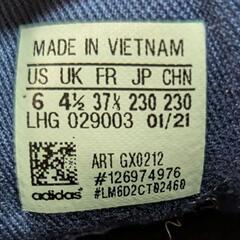 MADE IN VIETNAM
US UK FR JP CHN
6 4½ 37⅓ 230 230
LHG 029003 01/21
ART GX0212
#126974976
adidas #LM6D2CT02460